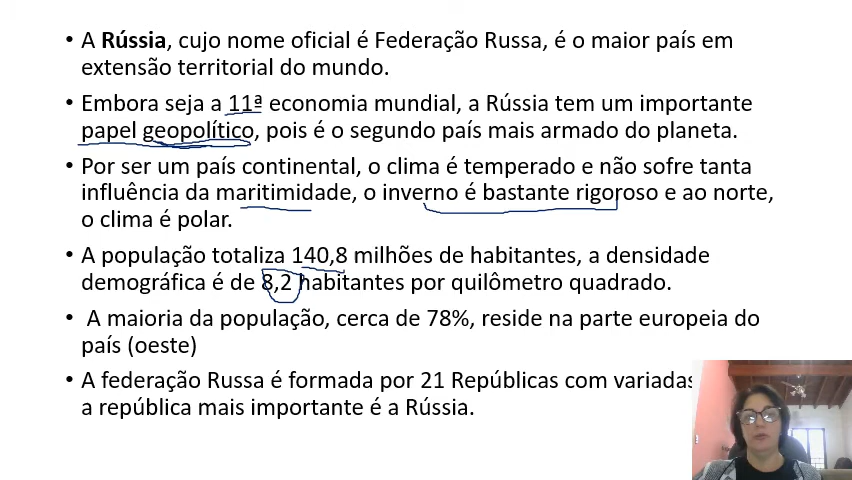 • A Rússia, cujo nome oficial é Federação Russa, é o maior país em
extensão territorial do mundo.
• Embora seja a 11ª economia mundial, a Rússia tem um importante
papel geopolítico, pois é o segundo país mais armado do planeta.
• Por ser um país continental, o clima é temperado e não sofre tanta
influência da maritimidade, o inverno é bastante rigoroso e ao norte,
o clima é polar.
• A população totaliza 140,8 milhões de habitantes, a densidade
demográfica é de 8,2 habitantes por quilômetro quadrado.
• A maioria da população, cerca de 78%, reside na parte europeia do
país (oeste)
• A federação Russa é formada por 21 Repúblicas com variadas
a república mais importante é a Rússia.